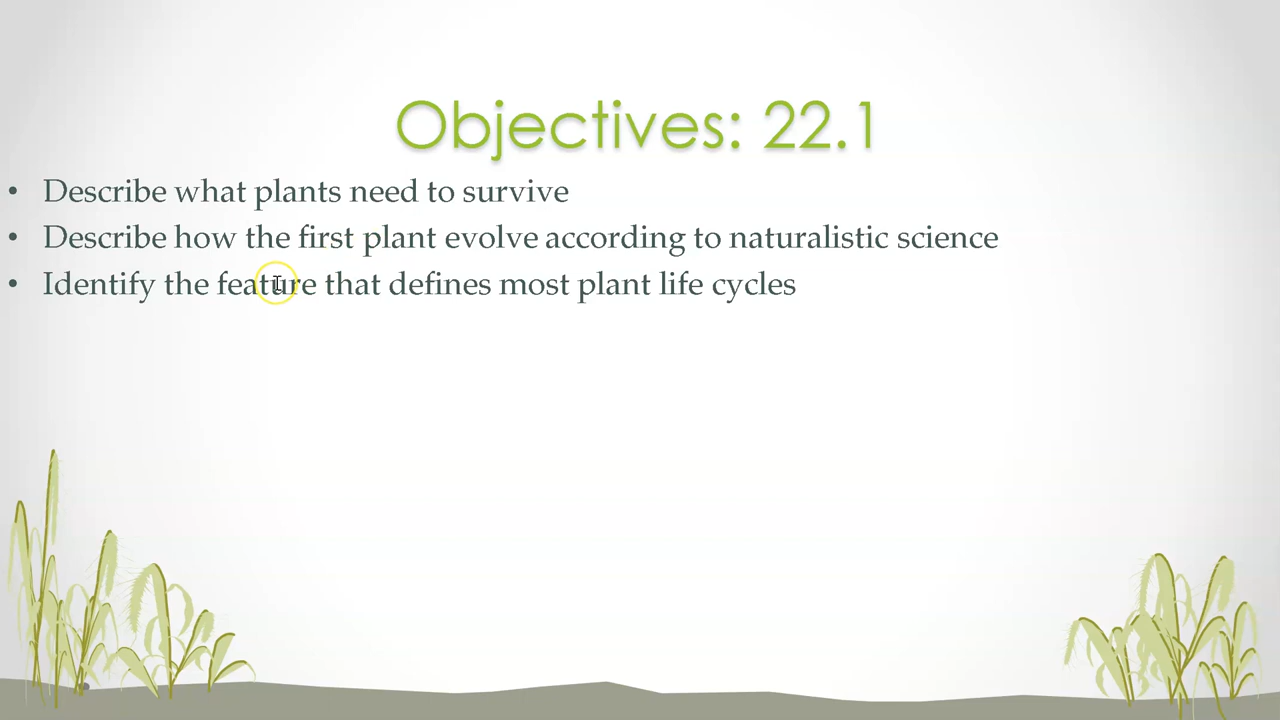 Objectives: 22.1
• Describe what plants need to survive
• Describe how the first plant evolve according to naturalistic science
• Identify the feature that defines most plant life cycles